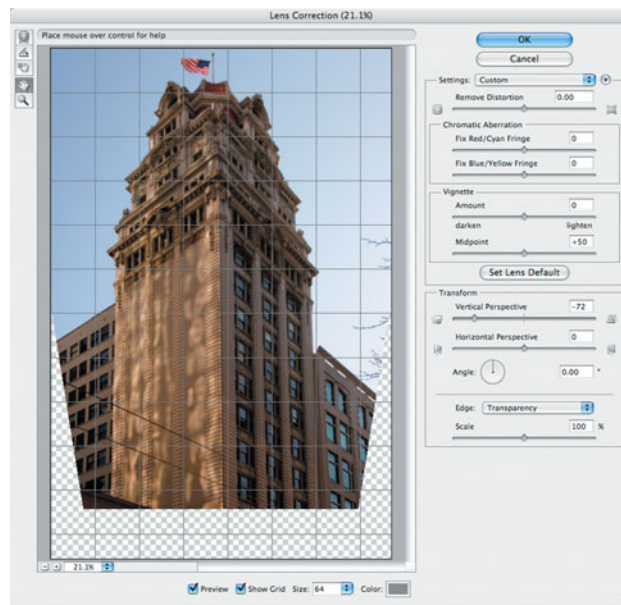 Lens Correction (21.1%)
Place mouse over control for help
OK
Cancel
Settings: Custom
Remove Distortion 0.00
Chromatic Aberration
Fix Red/Cyan Fringe 0
Fix Blue/Yellow Fringe 0
Vignette
Amount 0
darken lighten
Midpoint +50
Set Lens Default
Transform
Vertical Perspective -72
Horizontal Perspective 0
Angle: 0.00 °
Edge: Transparency
Scale 100 %
21.1%
Preview Show Grid Size: 64 Color: